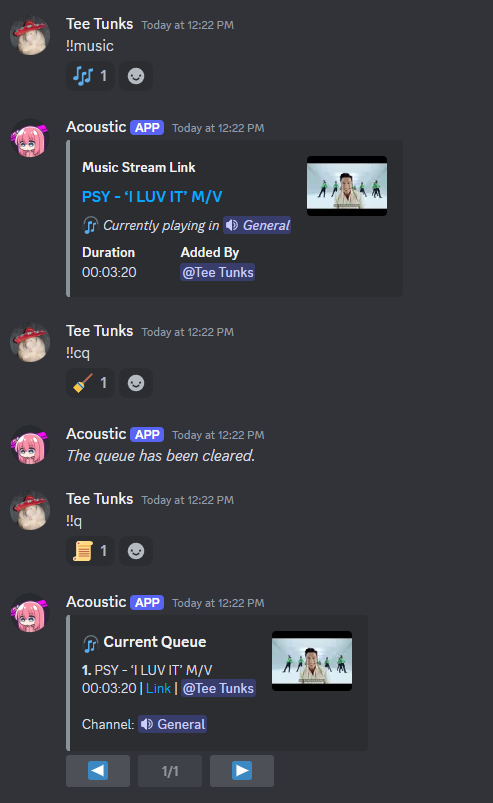 Tee Tunks Today at 12:22 PM
!!music
1
Acoustic APP Today at 12:22 PM
Music Stream Link
PSY - ‘I LUV IT’ M/V
Currently playing in General
Duration Added By
00:03:20 @Tee Tunks
Tee Tunks Today at 12:22 PM
!!cq
1
Acoustic APP Today at 12:22 PM
The queue has been cleared.
Tee Tunks Today at 12:22 PM
!!q
1
Acoustic APP Today at 12:22 PM
Current Queue
1. PSY - ‘I LUV IT’ M/V
00:03:20 | Link | @Tee Tunks
Channel: General
1/1